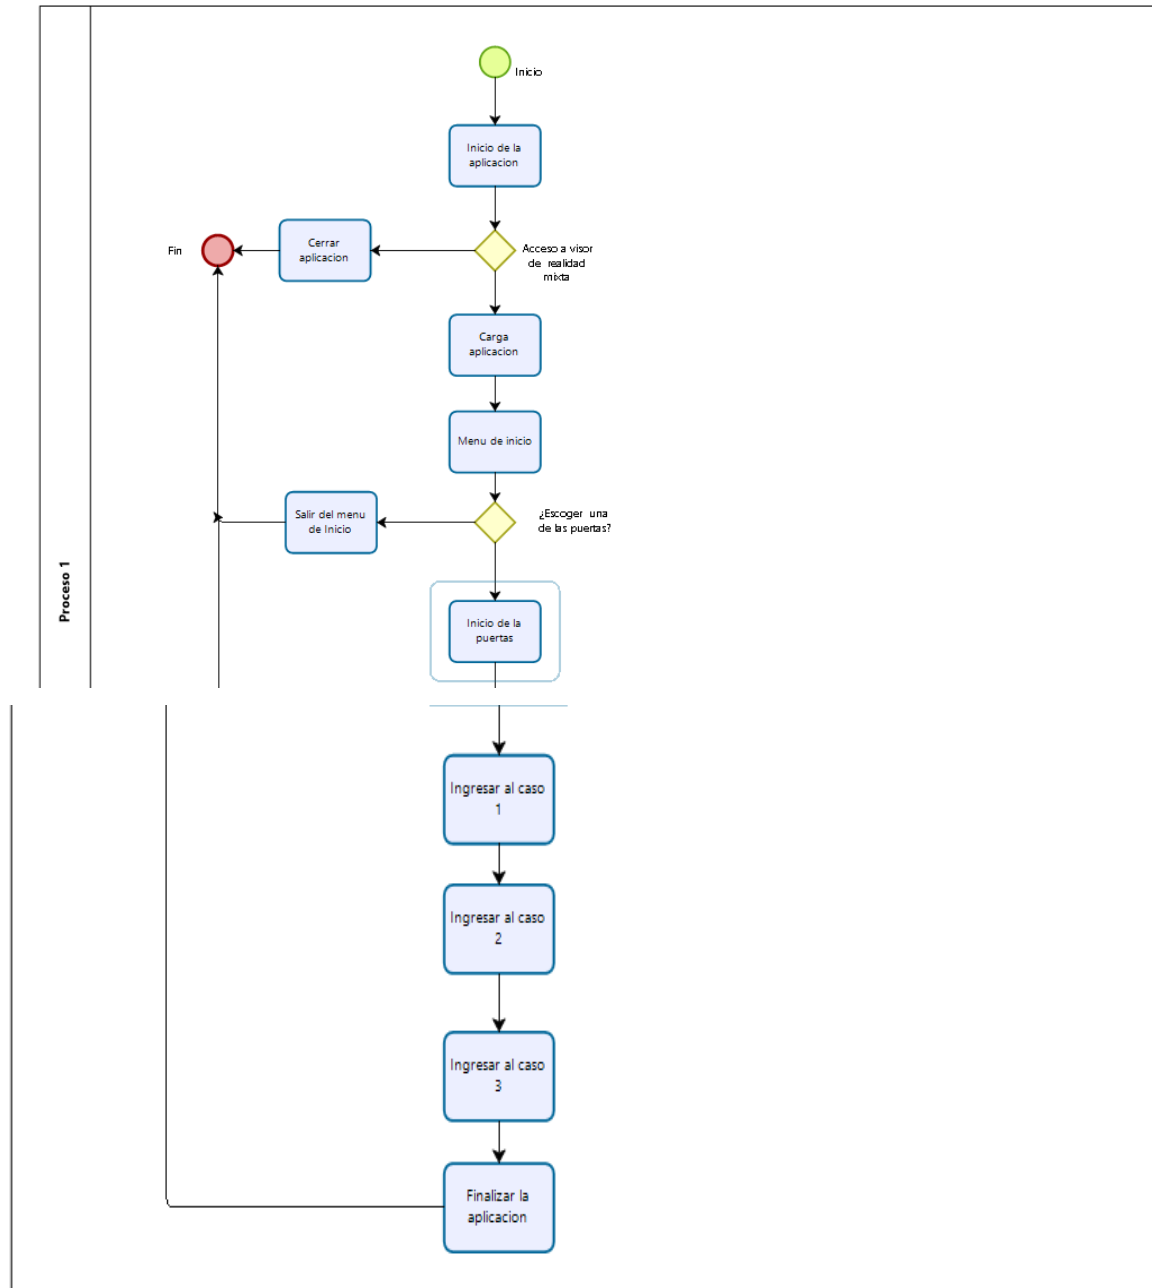 Inicio
Inicio de la
aplicacion
Fin
Cerrar
aplicacion
Acceso a visor
de realidad
mixta
Carga
aplicacion
Menu de inicio
Salir del menu
de Inicio
¿Escoger una
de las puertas?
Proceso 1
Inicio de la
puertas
Ingresar al caso
1
Ingresar al caso
2
Ingresar al caso
3
Finalizar la
aplicacion